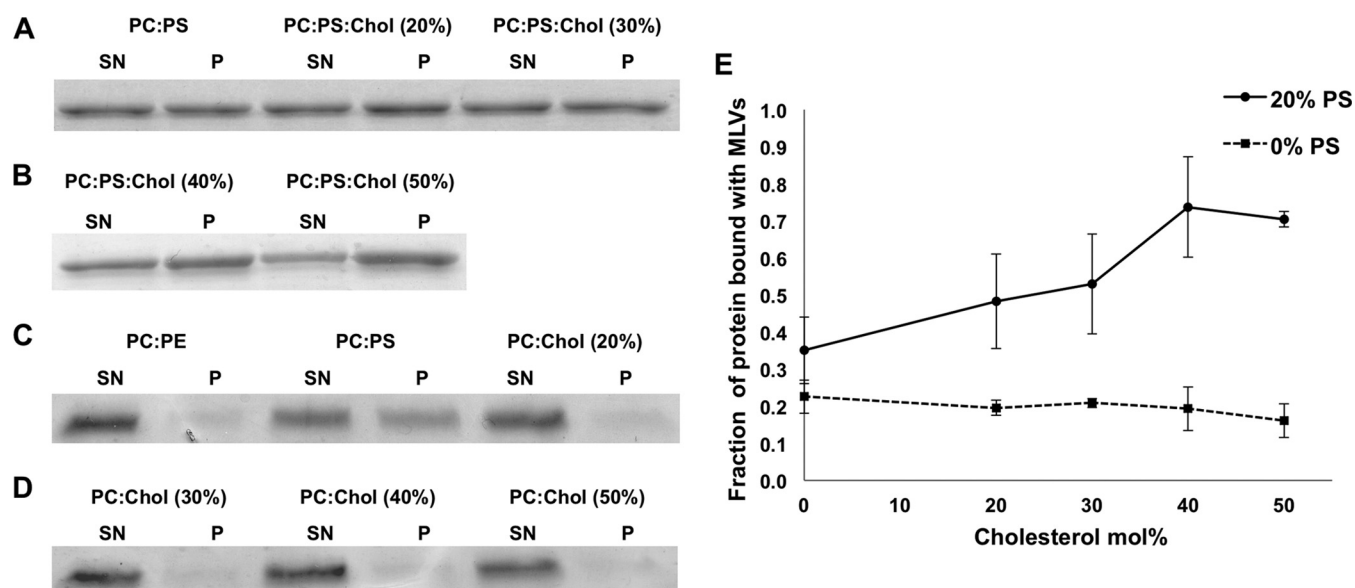 A
PC:PS PC:PS:Chol (20%) PC:PS:Chol (30%)
SN P SN P SN P
B
PC:PS:Chol (40%) PC:PS:Chol (50%)
SN P SN P
C
PC:PE PC:PS PC:Chol (20%)
SN P SN P SN P
D
PC:Chol (30%) PC:Chol (40%) PC:Chol (50%)
SN P SN P SN P
E
20% PS
0% PS
Fraction of protein bound with MLVs
1.0
0.9
0.8
0.7
0.6
0.5
0.4
0.3
0.2
0.1
0.0
0 10 20 30 40 50
Cholesterol mol%